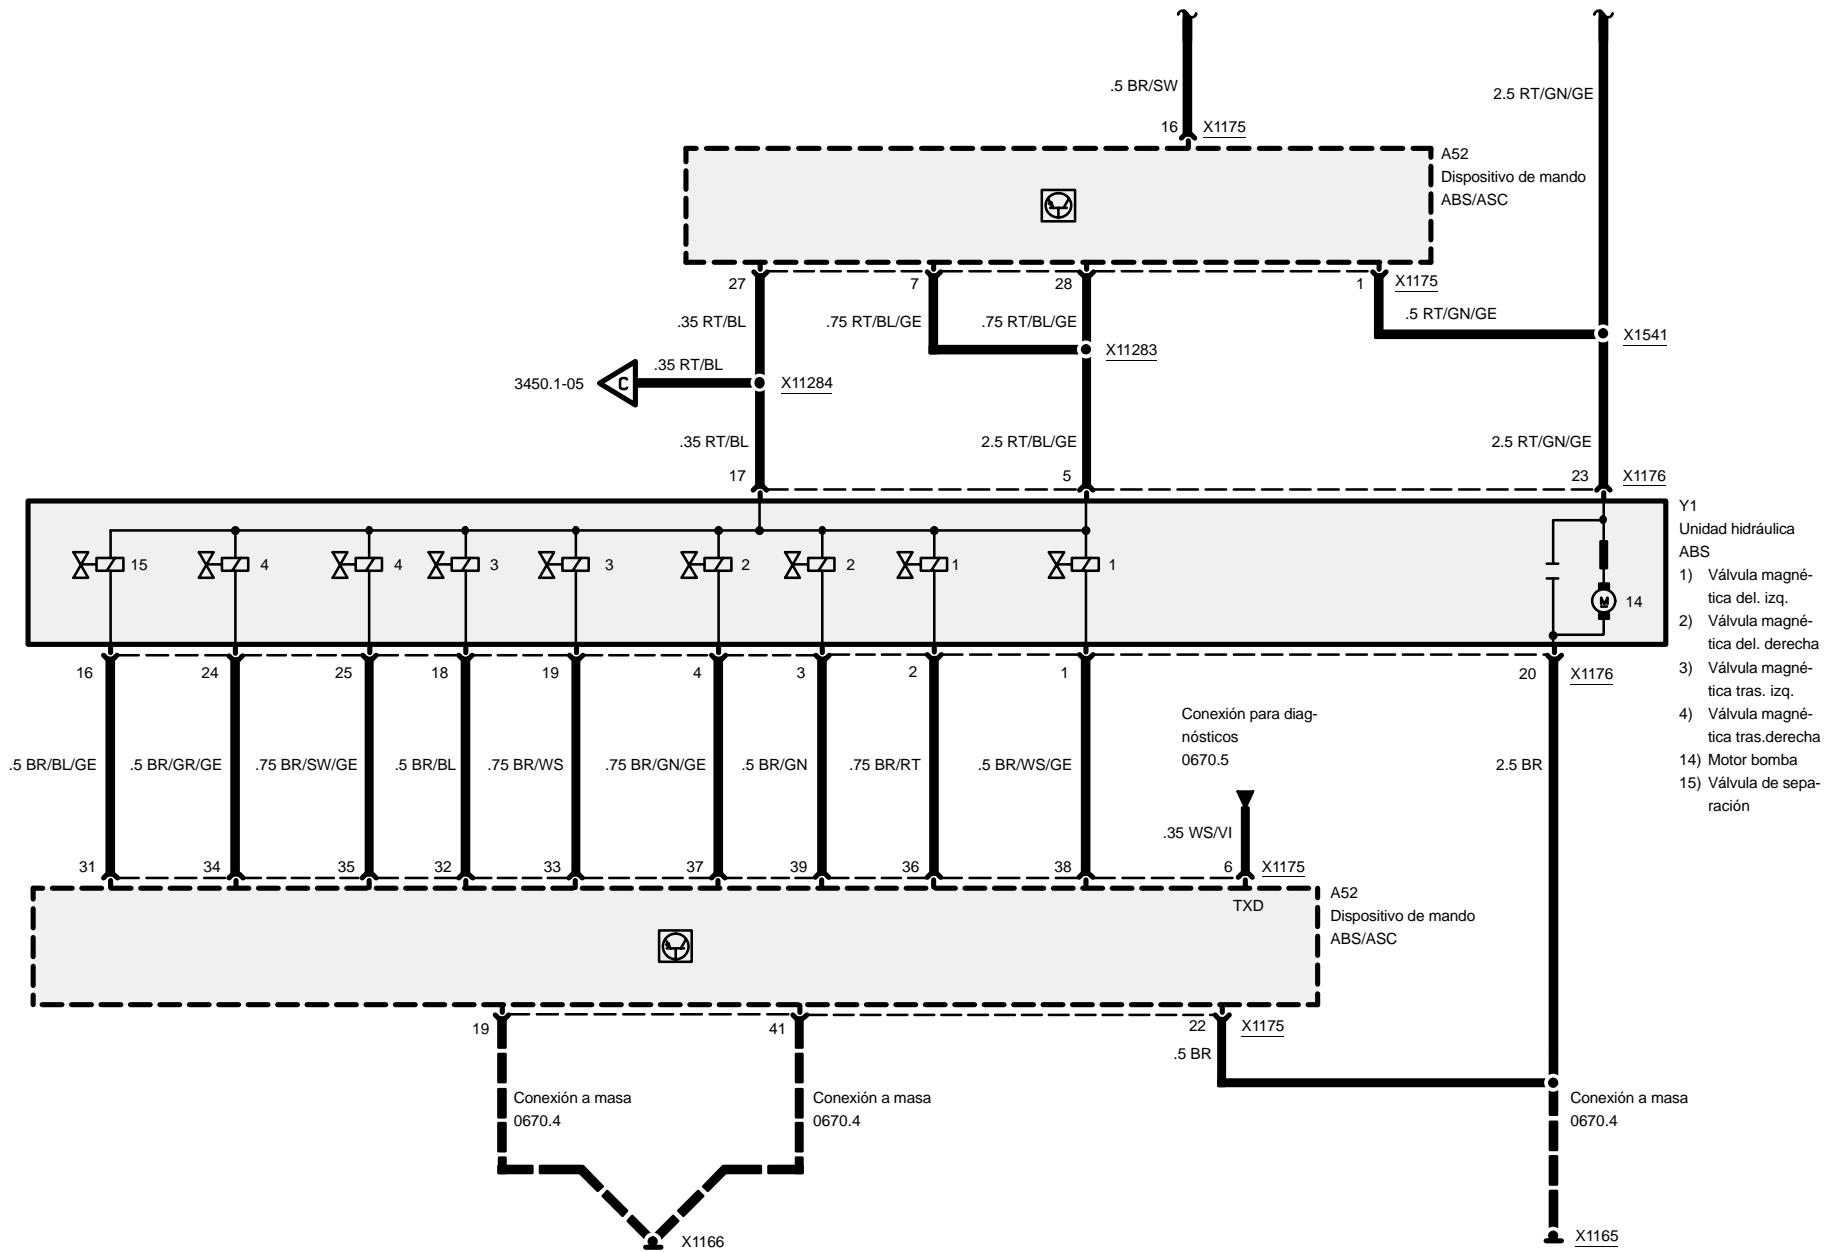 .5 BR/SW
2.5 RT/GN/GE
16 X1175
A52
Dispositivo de mando
ABS/ASC
27 7 28 1 X1175
.35 RT/BL .75 RT/BL/GE .75 RT/BL/GE .5 RT/GN/GE
X11283 X1541
3450.1-05 C .35 RT/BL X11284
.35 RT/BL 2.5 RT/BL/GE 2.5 RT/GN/GE
17 5 23 X1176
15 4 4 3 3 2 2 1 1
M 14
Y1
Unidad hidráulica
ABS
1) Válvula magné-
tica del. izq.
2) Válvula magné-
tica del. derecha
3) Válvula magné-
tica tras. izq.
4) Válvula magné-
tica tras.derecha
14) Motor bomba
15) Válvula de sepa-
ración
16 24 25 18 19 4 3 2 1 20 X1176
Conexión para diag-
nósticos
0670.5
.5 BR/BL/GE .5 BR/GR/GE .75 BR/SW/GE .5 BR/BL .75 BR/WS .75 BR/GN/GE .5 BR/GN .75 BR/RT .5 BR/WS/GE 2.5 BR
.35 WS/VI
31 34 35 32 33 37 39 36 38 6 X1175
TXD
A52
Dispositivo de mando
ABS/ASC
19 41 22 X1175
.5 BR
Conexión a masa
0670.4
Conexión a masa
0670.4
Conexión a masa
0670.4
X1166
X1165